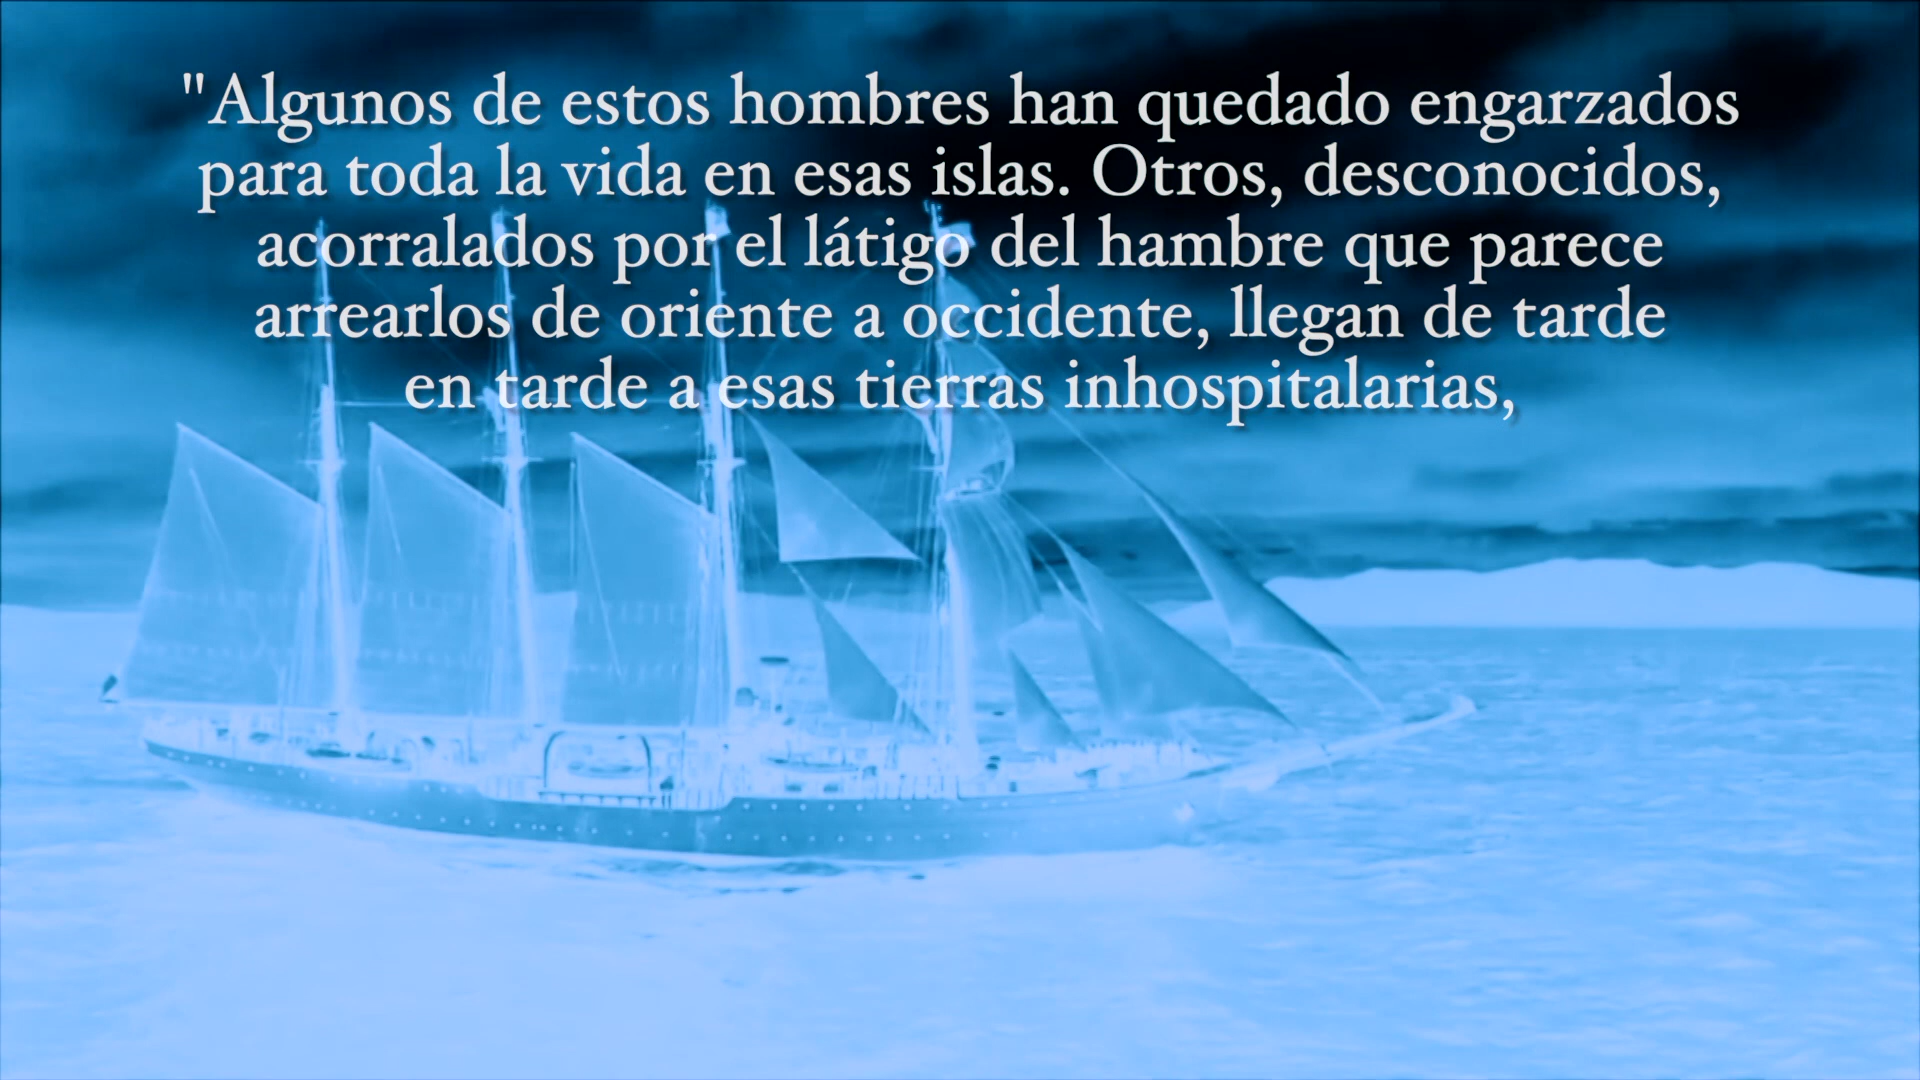 "Algunos de estos hombres han quedado engarzados
para toda la vida en esas islas. Otros, desconocidos,
acorralados por el látigo del hambre que parece
arrearlos de oriente a occidente, llegan de tarde
en tarde a esas tierras inhospitalarias,